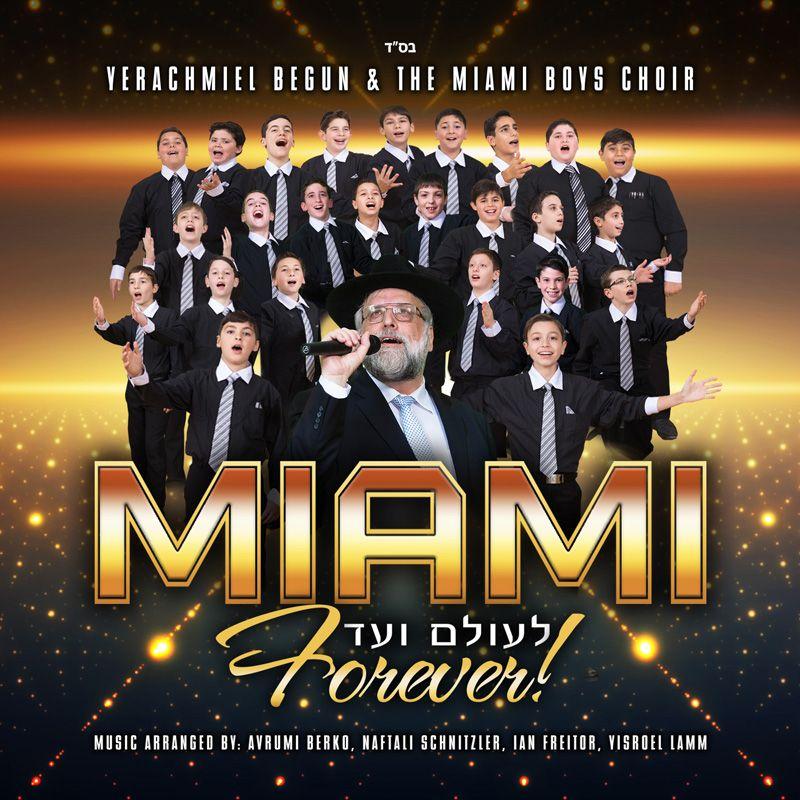 בס"ד
YERACHMIEL BEGUN & THE MIAMI BOYS CHOIR
MIAMI
לעולם ועד
Forever!
MUSIC ARRANGED BY: AVRUMI BERKO, NAFTALI SCHNITZLER, IAN FREITOR, YISROEL LAMM